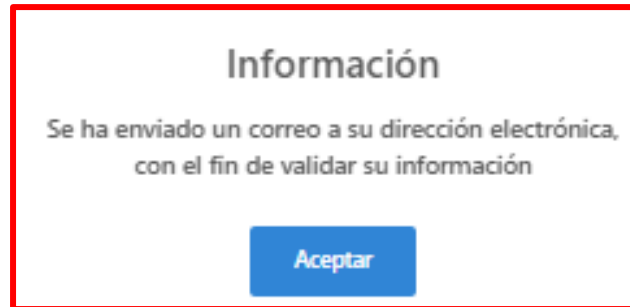 Información
Se ha enviado un correo a su dirección electrónica,
con el fin de validar su información
Aceptar